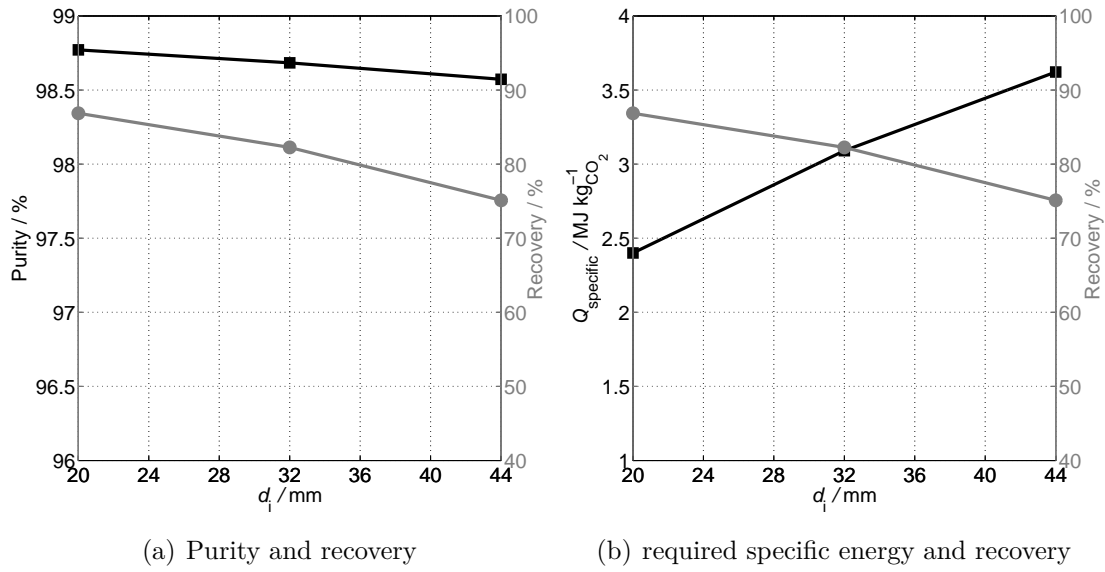 99
98.5
98
97.5
97
96.5
96
Purity / %
100
90
80
70
60
50
40
Recovery / %
20 24 28 32 36 40 44
d_i / mm
(a) Purity and recovery
4
3.5
3
2.5
2
1.5
1
Q_specific / MJ kg⁻¹_CO₂
100
90
80
70
60
50
40
Recovery / %
20 24 28 32 36 40 44
d_i / mm
(b) required specific energy and recovery